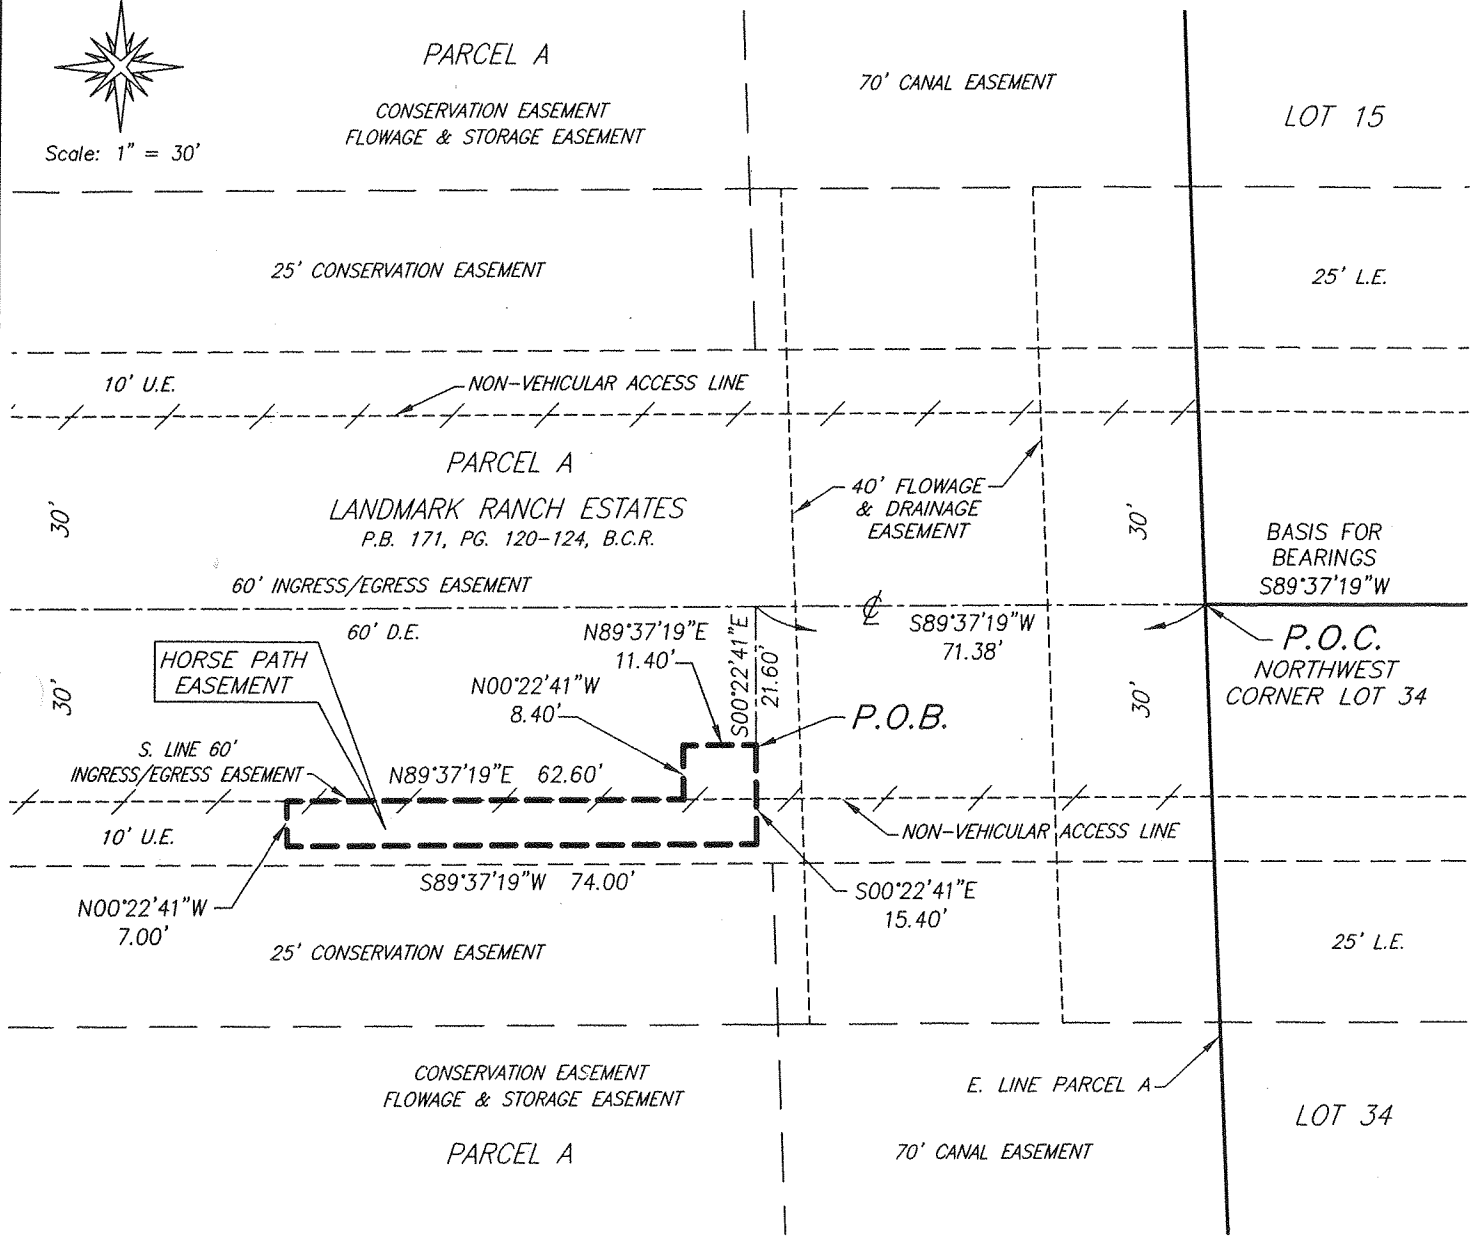 PARCEL A
CONSERVATION EASEMENT
FLOWAGE & STORAGE EASEMENT
70' CANAL EASEMENT
LOT 15
Scale: 1" = 30'
25' CONSERVATION EASEMENT
25' L.E.
10' U.E.
NON-VEHICULAR ACCESS LINE
PARCEL A
LANDMARK RANCH ESTATES
P.B. 171, PG. 120-124, B.C.R.
30'
40' FLOWAGE
& DRAINAGE
EASEMENT
30'
BASIS FOR
BEARINGS
S89°37'19"W
60' INGRESS/EGRESS EASEMENT
60' D.E.
℄
S89°37'19"W
71.38'
P.O.C.
NORTHWEST
CORNER LOT 34
HORSE PATH
EASEMENT
N89°37'19"E
11.40'
S00°22'41"E
21.60'
N00°22'41"W
8.40'
30'
30'
P.O.B.
S. LINE 60'
INGRESS/EGRESS EASEMENT
N89°37'19"E 62.60'
10' U.E.
NON-VEHICULAR ACCESS LINE
S89°37'19"W 74.00'
N00°22'41"W
7.00'
S00°22'41"E
15.40'
25' CONSERVATION EASEMENT
25' L.E.
CONSERVATION EASEMENT
FLOWAGE & STORAGE EASEMENT
PARCEL A
E. LINE PARCEL A
70' CANAL EASEMENT
LOT 34